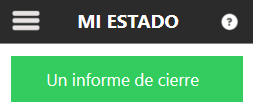 MI ESTADO ?
Un informe de cierre